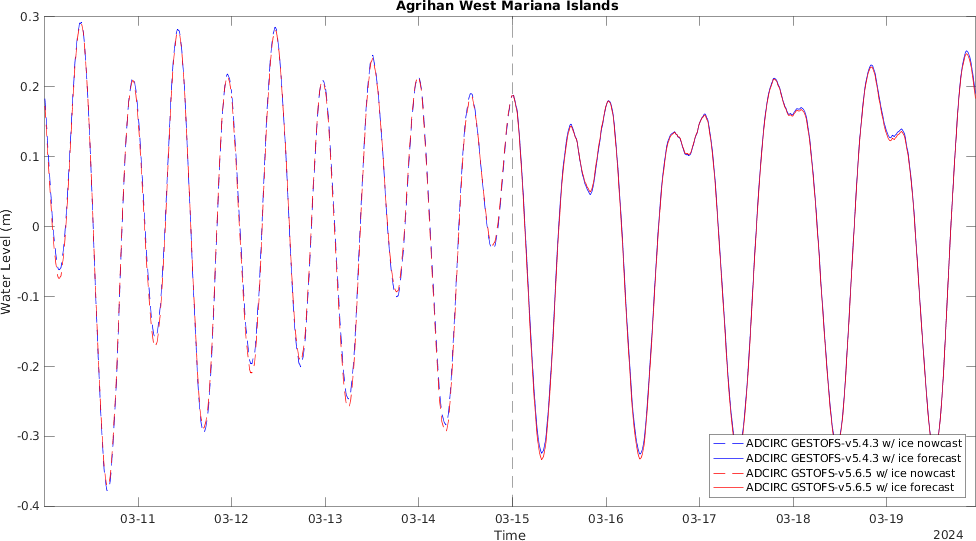 Agrihan West Mariana Islands
0.3
0.2
0.1
0
-0.1
-0.2
-0.3
-0.4
Water Level (m)
ADCIRC GESTOFS-v5.4.3 w/ ice nowcast
ADCIRC GESTOFS-v5.4.3 w/ ice forecast
ADCIRC GSTOFS-v5.6.5 w/ ice nowcast
ADCIRC GSTOFS-v5.6.5 w/ ice forecast
03-11 03-12 03-13 03-14 03-15 03-16 03-17 03-18 03-19
Time
2024